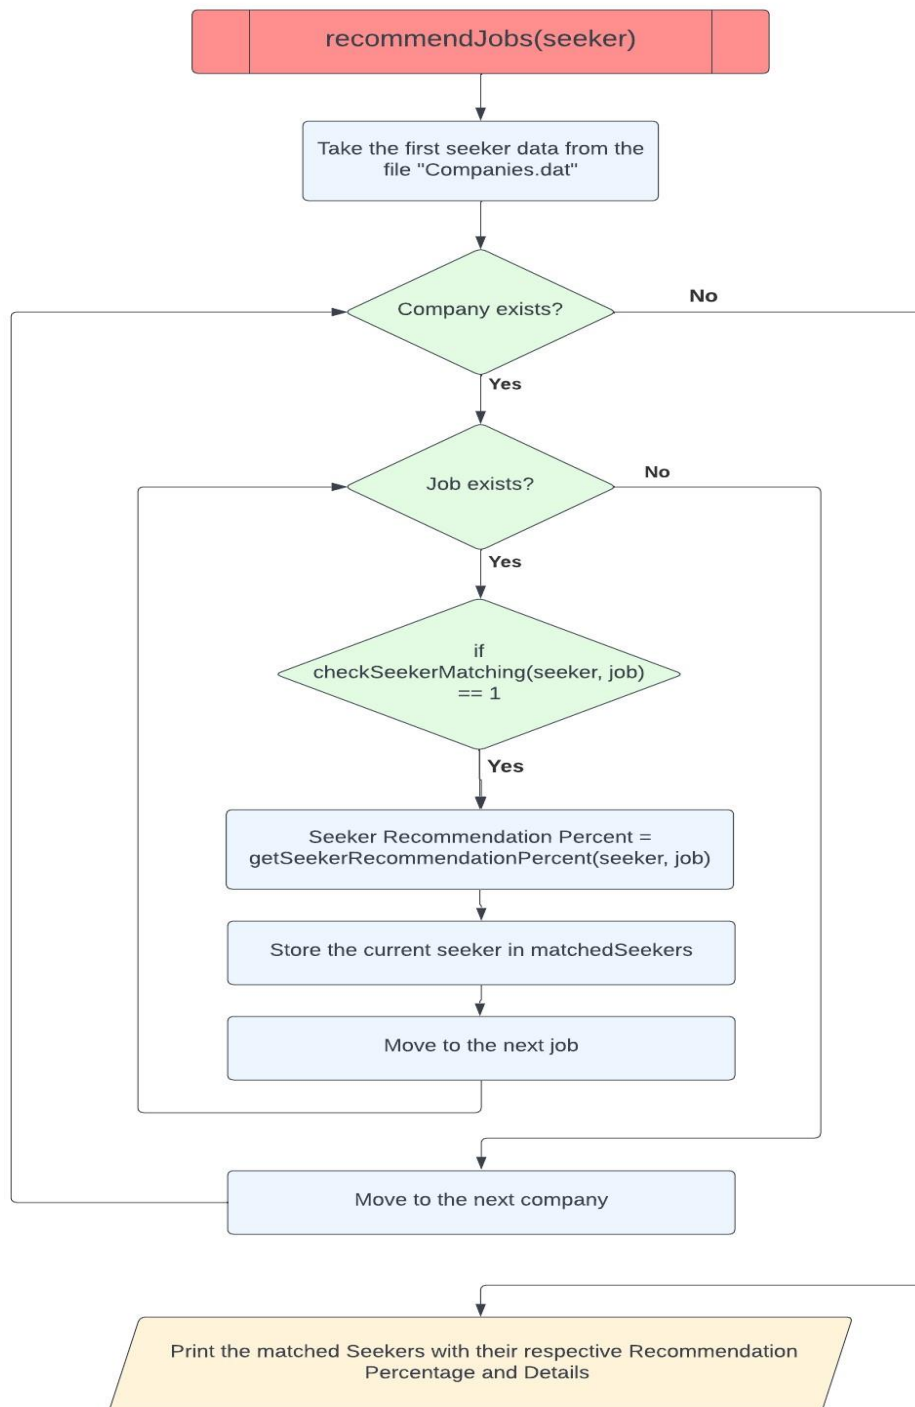 recommendJobs(seeker)
Take the first seeker data from the
file "Companies.dat"
Company exists?
No
Yes
Job exists?
No
Yes
if
checkSeekerMatching(seeker, job)
== 1
Yes
Seeker Recommendation Percent =
getSeekerRecommendationPercent(seeker, job)
Store the current seeker in matchedSeekers
Move to the next job
Move to the next company
Print the matched Seekers with their respective Recommendation
Percentage and Details